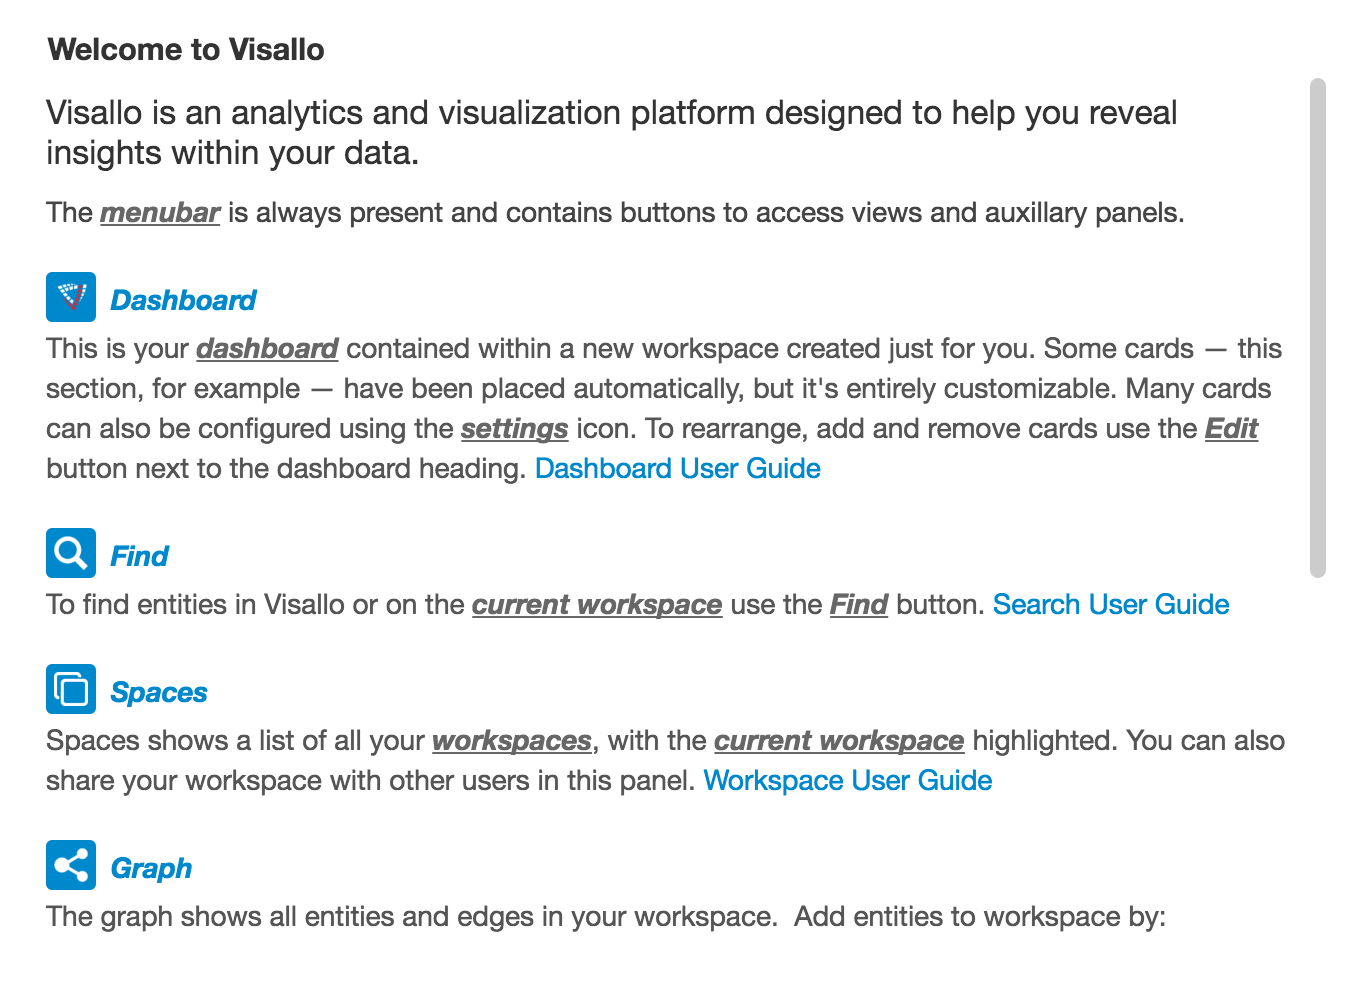 Welcome to Visallo
Visallo is an analytics and visualization platform designed to help you reveal
insights within your data.
The menubar is always present and contains buttons to access views and auxillary panels.
Dashboard
This is your dashboard contained within a new workspace created just for you. Some cards — this
section, for example — have been placed automatically, but it's entirely customizable. Many cards
can also be configured using the settings icon. To rearrange, add and remove cards use the Edit
button next to the dashboard heading. Dashboard User Guide
Find
To find entities in Visallo or on the current workspace use the Find button. Search User Guide
Spaces
Spaces shows a list of all your workspaces, with the current workspace highlighted. You can also
share your workspace with other users in this panel. Workspace User Guide
Graph
The graph shows all entities and edges in your workspace.  Add entities to workspace by: